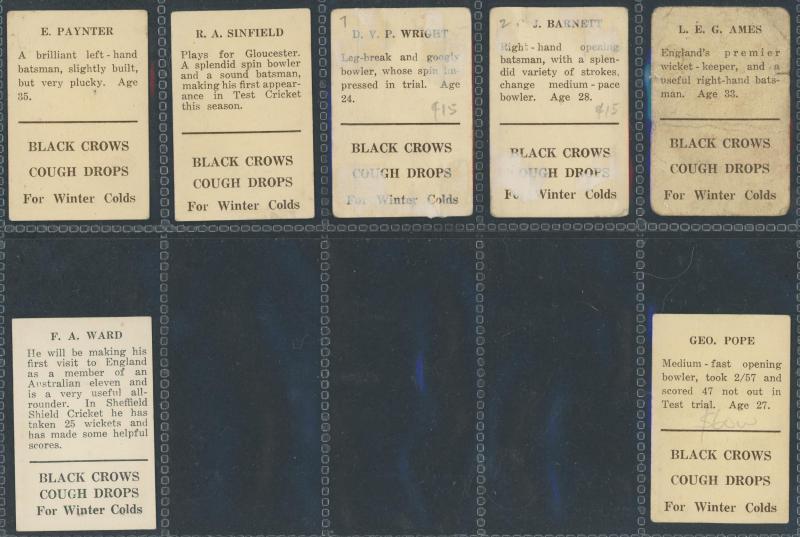 E. PAYNTER
A brilliant left-hand
batsman, slightly built,
but very plucky. Age
35.
BLACK CROWS
COUGH DROPS
For Winter Colds
R. A. SINFIELD
Plays for Gloucester.
A splendid spin bowler
and a sound batsman,
making his first appear-
ance in Test Cricket
this season.
BLACK CROWS
COUGH DROPS
For Winter Colds
D. V. P. WRIGHT
Leg-break and googly
bowler, whose spin im-
pressed in trial. Age
24.
$15
BLACK CROWS
COUGH DROPS
For Winter Colds
2
J. BARNETT
Right-hand opening
batsman, with a splen-
did variety of strokes,
change medium-pace
bowler. Age 28.
$15
BLACK CROWS
COUGH DROPS
For Winter Colds
L. E. G. AMES
England's premier
wicket-keeper, and a
useful right-hand bats-
man. Age 33.
BLACK CROWS
COUGH DROPS
For Winter Colds
F. A. WARD
He will be making his
first visit to England
as a member of an
Australian eleven and
is a very useful all-
rounder. In Sheffield
Shield Cricket he has
taken 25 wickets and
has made some helpful
scores.
BLACK CROWS
COUGH DROPS
For Winter Colds
GEO. POPE
Medium-fast opening
bowler, took 2/57 and
scored 47 not out in
Test trial. Age 27.
BLACK CROWS
COUGH DROPS
For Winter Colds